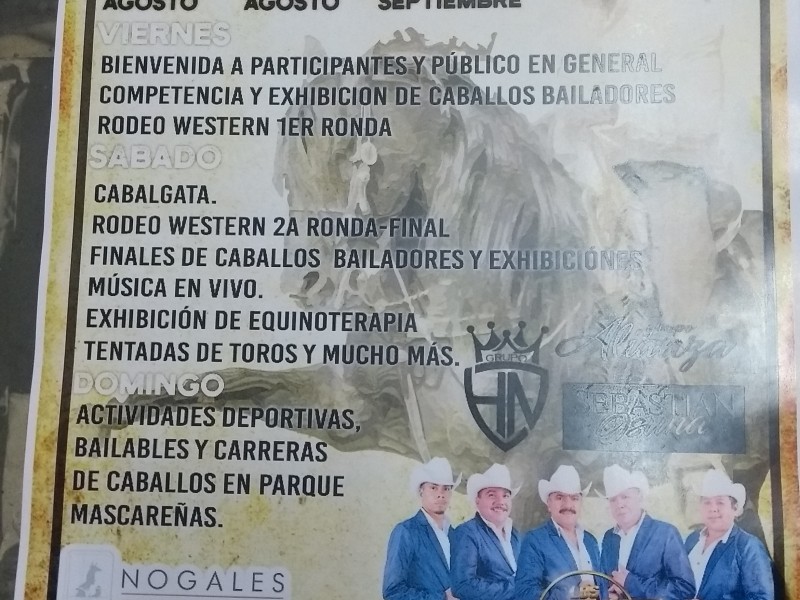 AGOSTO AGOSTO SEPTIEMBRE
VIERNES
BIENVENIDA A PARTICIPANTES Y PÚBLICO EN GENERAL
COMPETENCIA Y EXHIBICION DE CABALLOS BAILADORES
RODEO WESTERN 1ER RONDA
SABADO
CABALGATA.
RODEO WESTERN 2A RONDA-FINAL
FINALES DE CABALLOS BAILADORES Y EXHIBICIONES
MÚSICA EN VIVO.
EXHIBICIÓN DE EQUINOTERAPIA
TENTADAS DE TOROS Y MUCHO MÁS.
GRUPO
HN
Alianza
SEBASTIAN
DOMINGO
ACTIVIDADES DEPORTIVAS,
BAILABLES Y CARRERAS
DE CABALLOS EN PARQUE
MASCAREÑAS.
NOGALES